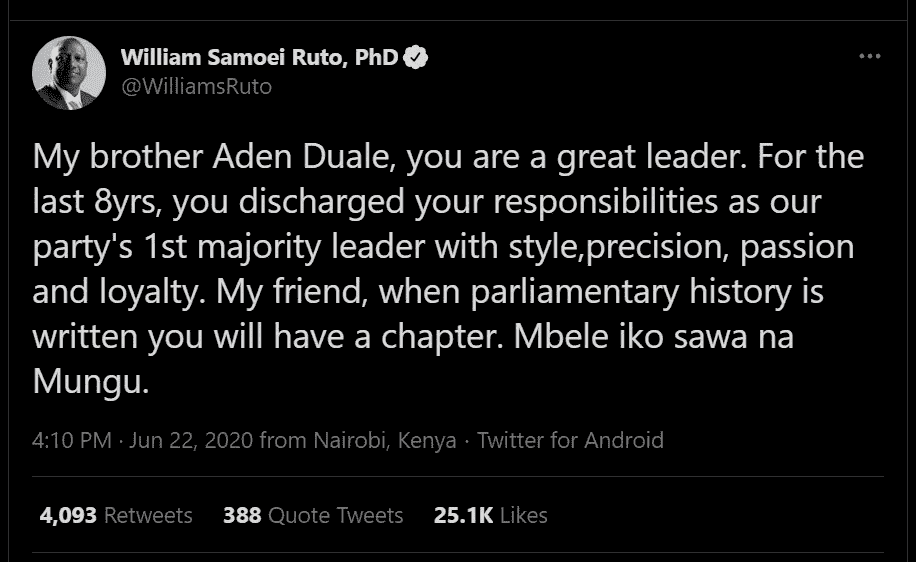 William Samoei Ruto, PhD
@WilliamsRuto
My brother Aden Duale, you are a great leader. For the
last 8yrs, you discharged your responsibilities as our
party's 1st majority leader with style,precision, passion
and loyalty. My friend, when parliamentary history is
written you will have a chapter. Mbele iko sawa na
Mungu.
4:10 PM · Jun 22, 2020 from Nairobi, Kenya · Twitter for Android
4,093 Retweets 388 Quote Tweets 25.1K Likes